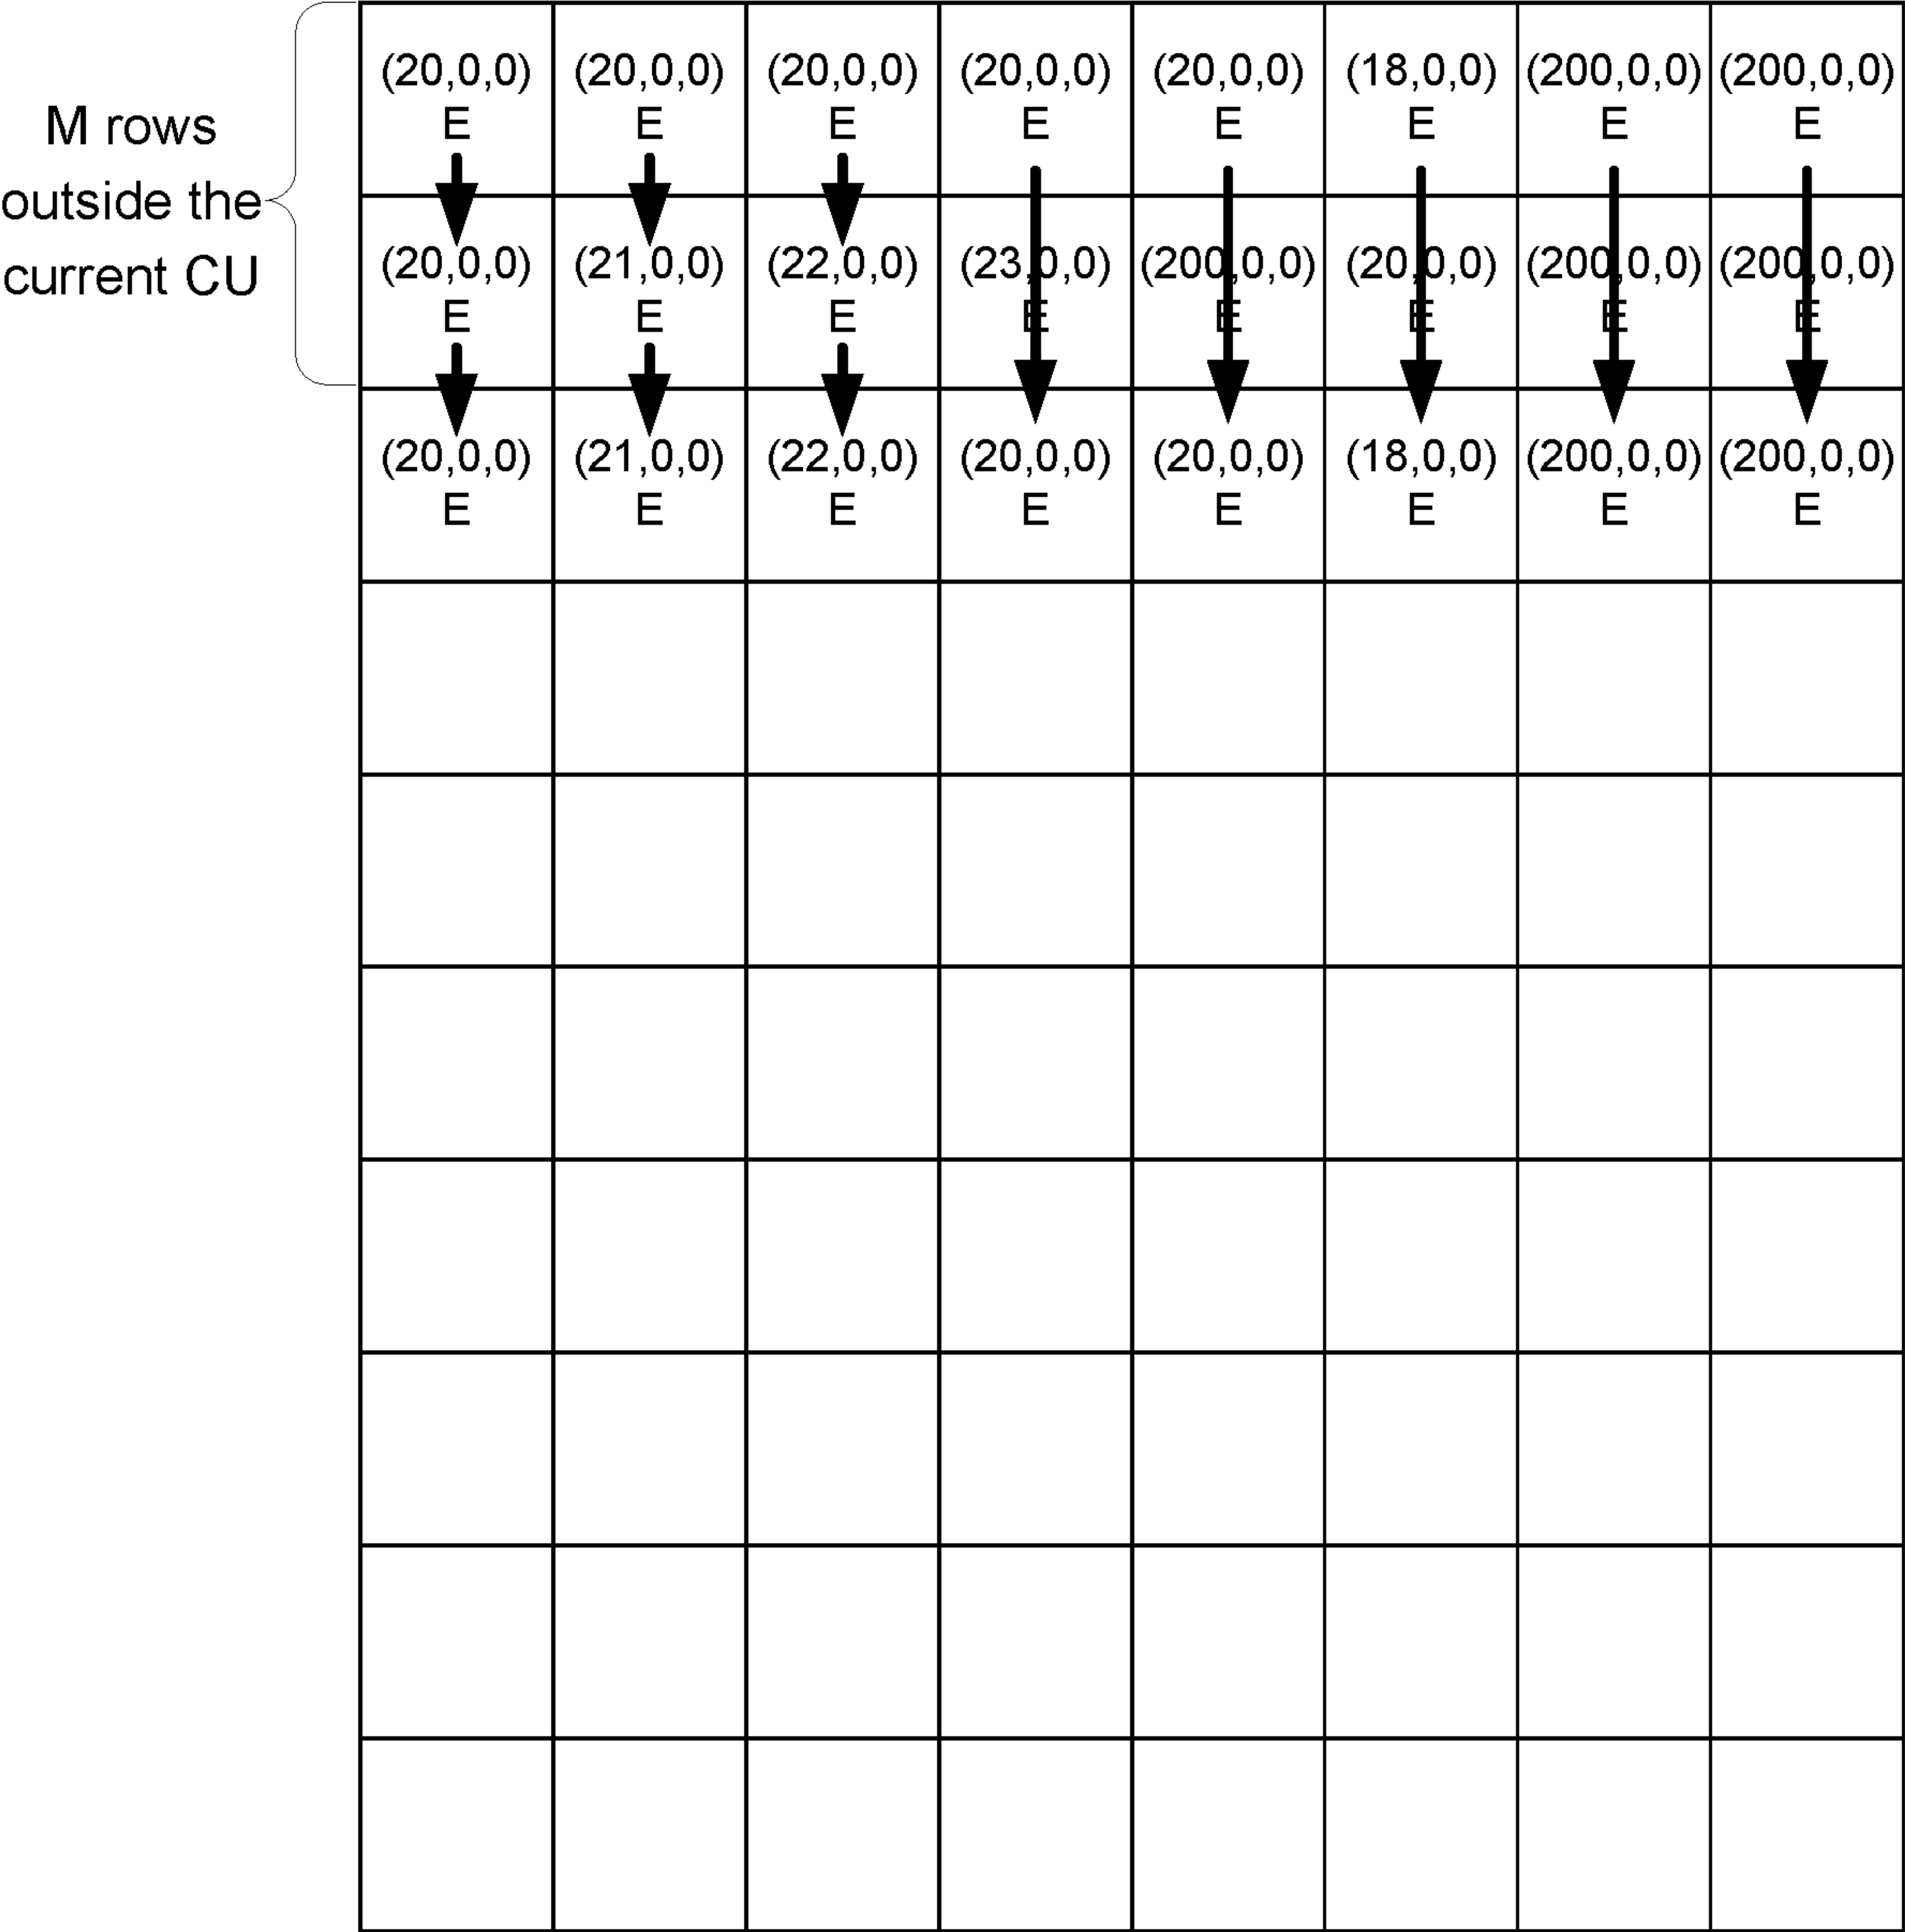 M rows
outside the
current CU
(20,0,0) (20,0,0) (20,0,0) (20,0,0) (20,0,0) (18,0,0) (200,0,0) (200,0,0)
E E E E E E E E
(20,0,0) (21,0,0) (22,0,0) (23,0,0) (200,0,0) (20,0,0) (200,0,0) (200,0,0)
E E E E E E E E
(20,0,0) (21,0,0) (22,0,0) (20,0,0) (20,0,0) (18,0,0) (200,0,0) (200,0,0)
E E E E E E E E